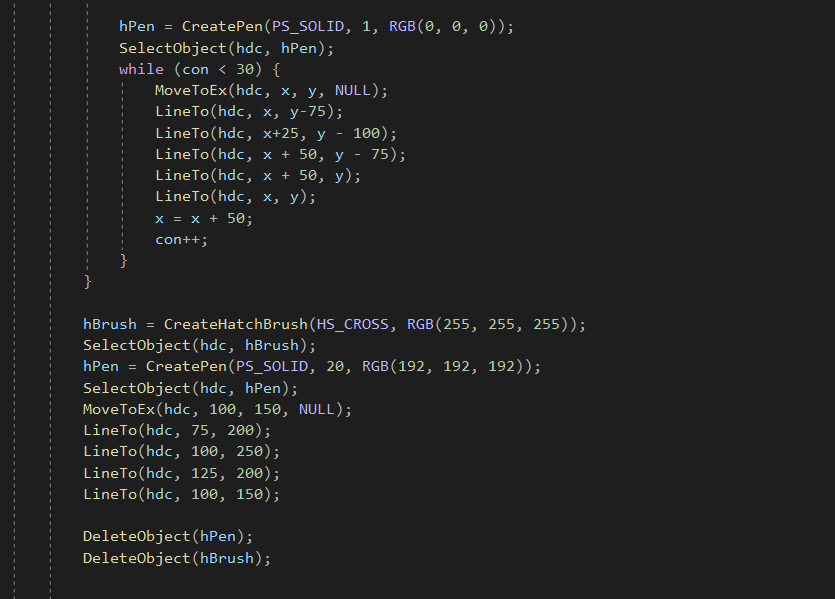 hPen = CreatePen(PS_SOLID, 1, RGB(0, 0, 0));
SelectObject(hdc, hPen);
while (con < 30) {
MoveToEx(hdc, x, y, NULL);
LineTo(hdc, x, y-75);
LineTo(hdc, x+25, y - 100);
LineTo(hdc, x + 50, y - 75);
LineTo(hdc, x + 50, y);
LineTo(hdc, x, y);
x = x + 50;
con++;
}
}
hBrush = CreateHatchBrush(HS_CROSS, RGB(255, 255, 255));
SelectObject(hdc, hBrush);
hPen = CreatePen(PS_SOLID, 20, RGB(192, 192, 192));
SelectObject(hdc, hPen);
MoveToEx(hdc, 100, 150, NULL);
LineTo(hdc, 75, 200);
LineTo(hdc, 100, 250);
LineTo(hdc, 125, 200);
LineTo(hdc, 100, 150);
DeleteObject(hPen);
DeleteObject(hBrush);